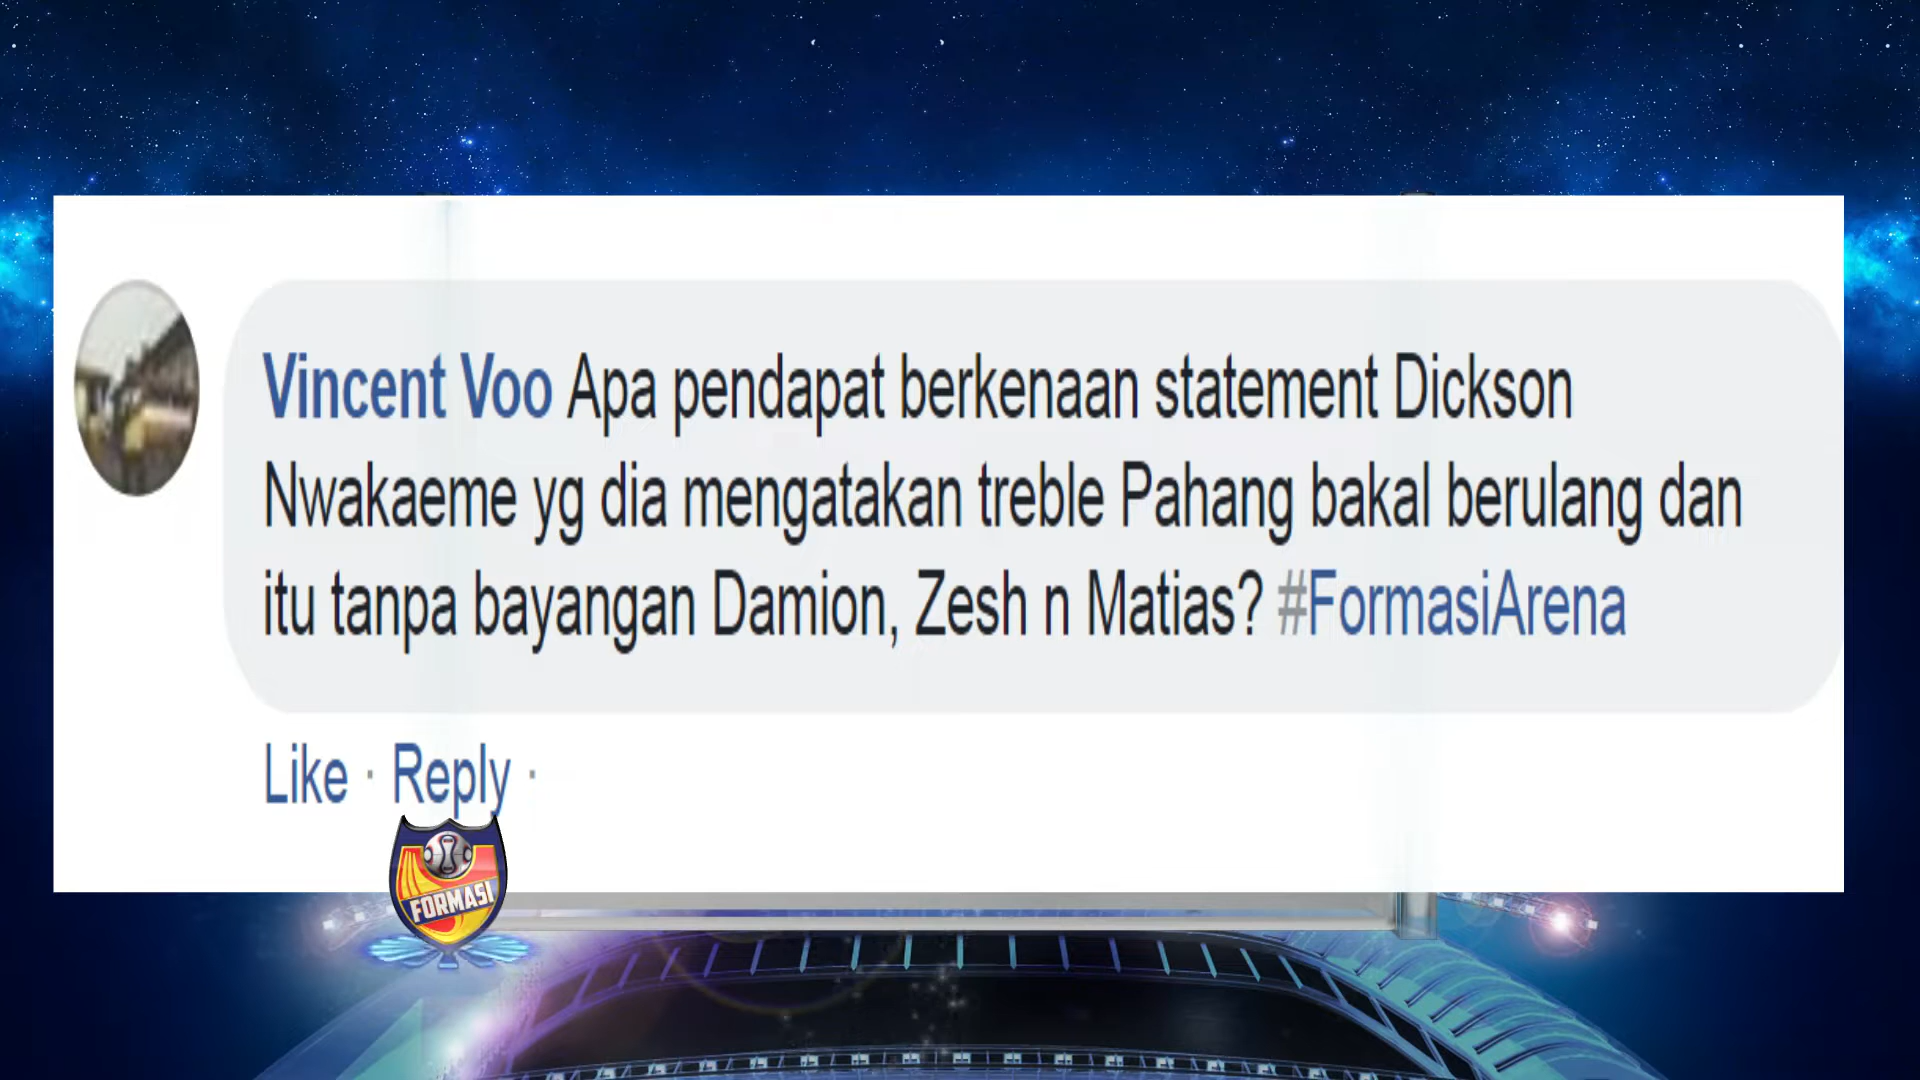 Vincent Voo Apa pendapat berkenaan statement Dickson
Nwakaeme yg dia mengatakan treble Pahang bakal berulang dan
itu tanpa bayangan Damion, Zesh n Matias? #FormasiArena
Like · Reply ·
FORMASI